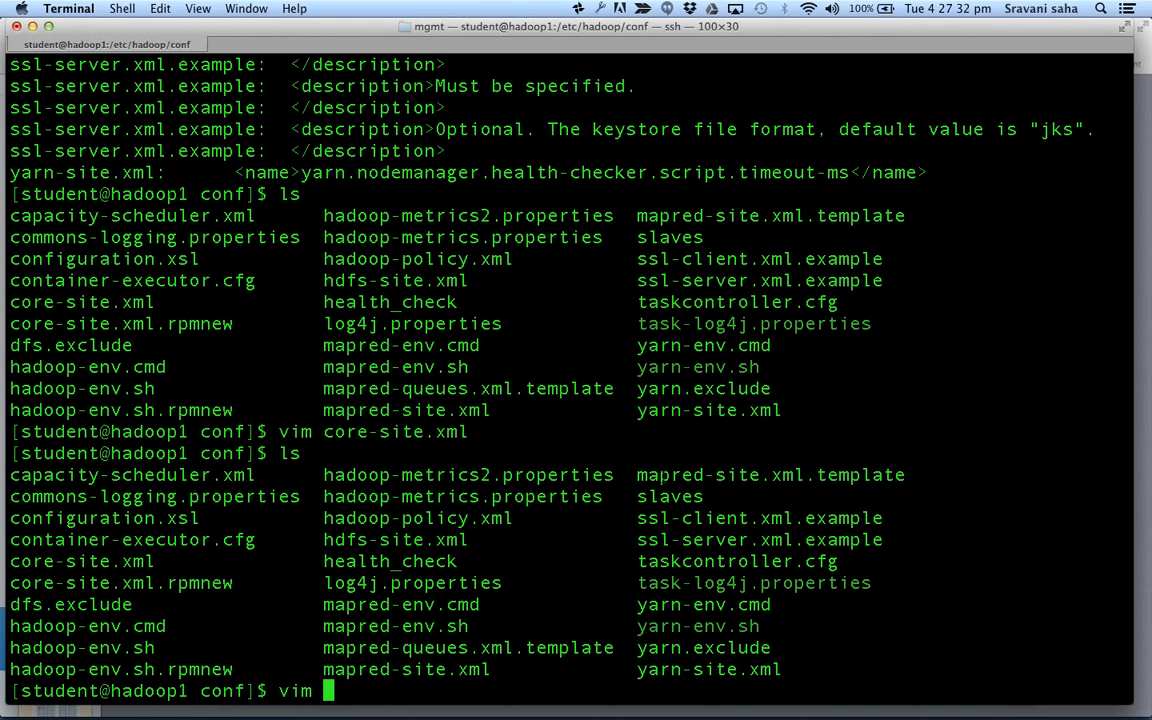 Terminal Shell Edit View Window Help 100% Tue 4 27 32 pm Sravani saha
mgmt — student@hadoop1:/etc/hadoop/conf — ssh — 100×30
student@hadoop1:/etc/hadoop/conf
ssl-server.xml.example:  </description>
ssl-server.xml.example:  <description>Must be specified.
ssl-server.xml.example:  </description>
ssl-server.xml.example:  <description>Optional. The keystore file format, default value is "jks".
ssl-server.xml.example:  </description>
yarn-site.xml:      <name>yarn.nodemanager.health-checker.script.timeout-ms</name>
[student@hadoop1 conf]$ ls
capacity-scheduler.xml hadoop-metrics2.properties mapred-site.xml.template
commons-logging.properties hadoop-metrics.properties slaves
configuration.xsl hadoop-policy.xml ssl-client.xml.example
container-executor.cfg hdfs-site.xml ssl-server.xml.example
core-site.xml health_check taskcontroller.cfg
core-site.xml.rpmnew log4j.properties task-log4j.properties
dfs.exclude mapred-env.cmd yarn-env.cmd
hadoop-env.cmd mapred-env.sh yarn-env.sh
hadoop-env.sh mapred-queues.xml.template yarn.exclude
hadoop-env.sh.rpmnew mapred-site.xml yarn-site.xml
[student@hadoop1 conf]$ vim core-site.xml
[student@hadoop1 conf]$ ls
capacity-scheduler.xml hadoop-metrics2.properties mapred-site.xml.template
commons-logging.properties hadoop-metrics.properties slaves
configuration.xsl hadoop-policy.xml ssl-client.xml.example
container-executor.cfg hdfs-site.xml ssl-server.xml.example
core-site.xml health_check taskcontroller.cfg
core-site.xml.rpmnew log4j.properties task-log4j.properties
dfs.exclude mapred-env.cmd yarn-env.cmd
hadoop-env.cmd mapred-env.sh yarn-env.sh
hadoop-env.sh mapred-queues.xml.template yarn.exclude
hadoop-env.sh.rpmnew mapred-site.xml yarn-site.xml
[student@hadoop1 conf]$ vim